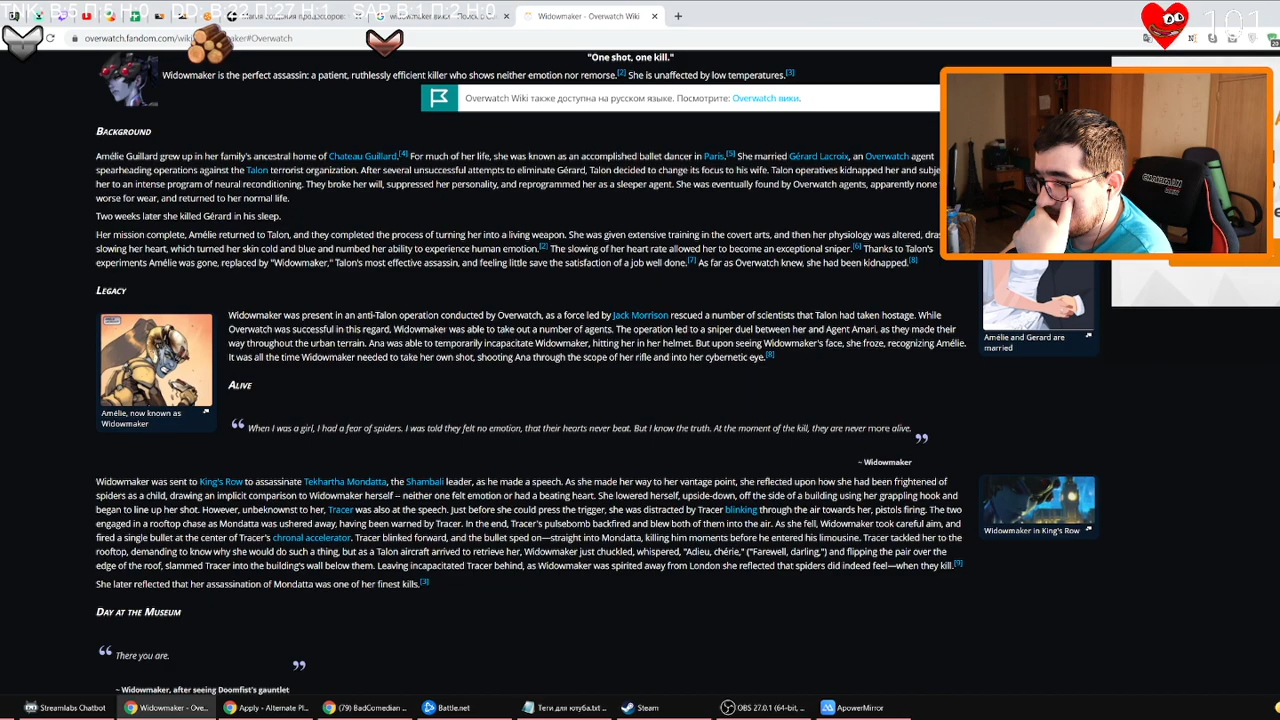 TNK: B:5 П:5 H:0 DD: B:22 П:27 H:1 SAP B:1 П:2 H:0
101
Widowmaker - Overwatch Wiki
overwatch.fandom.com/wiki/Widowmaker#Overwatch
"One shot, one kill."
Widowmaker is the perfect assassin: a patient, ruthlessly efficient killer who shows neither emotion nor remorse.[2] She is unaffected by low temperatures.[3]
Overwatch Wiki также доступна на русском языке. Посмотрите: Overwatch вики.
BACKGROUND
Amélie Guillard grew up in her family's ancestral home of Chateau Guillard.[4] For much of her life, she was known as an accomplished ballet dancer in Paris.[5] She married Gérard Lacroix, an Overwatch agent
spearheading operations against the Talon terrorist organization. After several unsuccessful attempts to eliminate Gérard, Talon decided to change its focus to his wife. Talon operatives kidnapped her and subje
her to an intense program of neural reconditioning. They broke her will, suppressed her personality, and reprogrammed her as a sleeper agent. She was eventually found by Overwatch agents, apparently none
worse for wear, and returned to her normal life.
Two weeks later she killed Gérard in his sleep.
Her mission complete, Amélie returned to Talon, and they completed the process of turning her into a living weapon. She was given extensive training in the covert arts, and then her physiology was altered, dras
slowing her heart, which turned her skin cold and blue and numbed her ability to experience human emotion.[2] The slowing of her heart rate allowed her to become an exceptional sniper.[6] Thanks to Talon's
experiments Amélie was gone, replaced by "Widowmaker," Talon's most effective assassin, and feeling little save the satisfaction of a job well done.[7] As far as Overwatch knew, she had been kidnapped.[8]
Amélie and Gerard are
married
LEGACY
Widowmaker was present in an anti-Talon operation conducted by Overwatch, as a force led by Jack Morrison rescued a number of scientists that Talon had taken hostage. While
Overwatch was successful in this regard, Widowmaker was able to take out a number of agents. The operation led to a sniper duel between her and Agent Amari, as they made their
way throughout the urban terrain. Ana was able to temporarily incapacitate Widowmaker, hitting her in her helmet. But upon seeing Widowmaker's face, she froze, recognizing Amélie.
It was all the time Widowmaker needed to take her own shot, shooting Ana through the scope of her rifle and into her cybernetic eye.[8]
Amélie, now known as
Widowmaker
ALIVE
When I was a girl, I had a fear of spiders. I was told they felt no emotion, that their hearts never beat. But I know the truth. At the moment of the kill, they are never more alive.
~ Widowmaker
Widowmaker was sent to King's Row to assassinate Tekhartha Mondatta, the Shambali leader, as he made a speech. As she made her way to her vantage point, she reflected upon how she had been frightened of
spiders as a child, drawing an implicit comparison to Widowmaker herself -- neither one felt emotion or had a beating heart. She lowered herself, upside-down, off the side of a building using her grappling hook and
began to line up her shot. However, unbeknownst to her, Tracer was also at the speech. Just before she could press the trigger, she was distracted by Tracer blinking through the air towards her, pistols firing. The two
engaged in a rooftop chase as Mondatta was ushered away, having been warned by Tracer. In the end, Tracer's pulsebomb backfired and blew both of them into the air. As she fell, Widowmaker took careful aim, and
fired a single bullet at the center of Tracer's chronal accelerator. Tracer blinked forward, and the bullet sped on—straight into Mondatta, killing him moments before he entered his limousine. Tracer tackled her to the
rooftop, demanding to know why she would do such a thing, but as a Talon aircraft arrived to retrieve her, Widowmaker just chuckled, whispered, "Adieu, chérie," ("Farewell, darling,") and flipping the pair over the
edge of the roof, slammed Tracer into the building's wall below them. Leaving incapacitated Tracer behind, as Widowmaker was spirited away from London she reflected that spiders did indeed feel—when they kill.[9]
Widowmaker in King's Row
She later reflected that her assassination of Mondatta was one of her finest kills.[3]
DAY AT THE MUSEUM
There you are.
~ Widowmaker, after seeing Doomfist's gauntlet
Streamlabs Chatbot
Widowmaker - Ove...
Apply - Alternate Pl...
(79) BadComedian ...
Battle.net
Теги для клуба.txt ...
Steam
OBS 27.0.1 (64-bit, ...
ApowerMirror